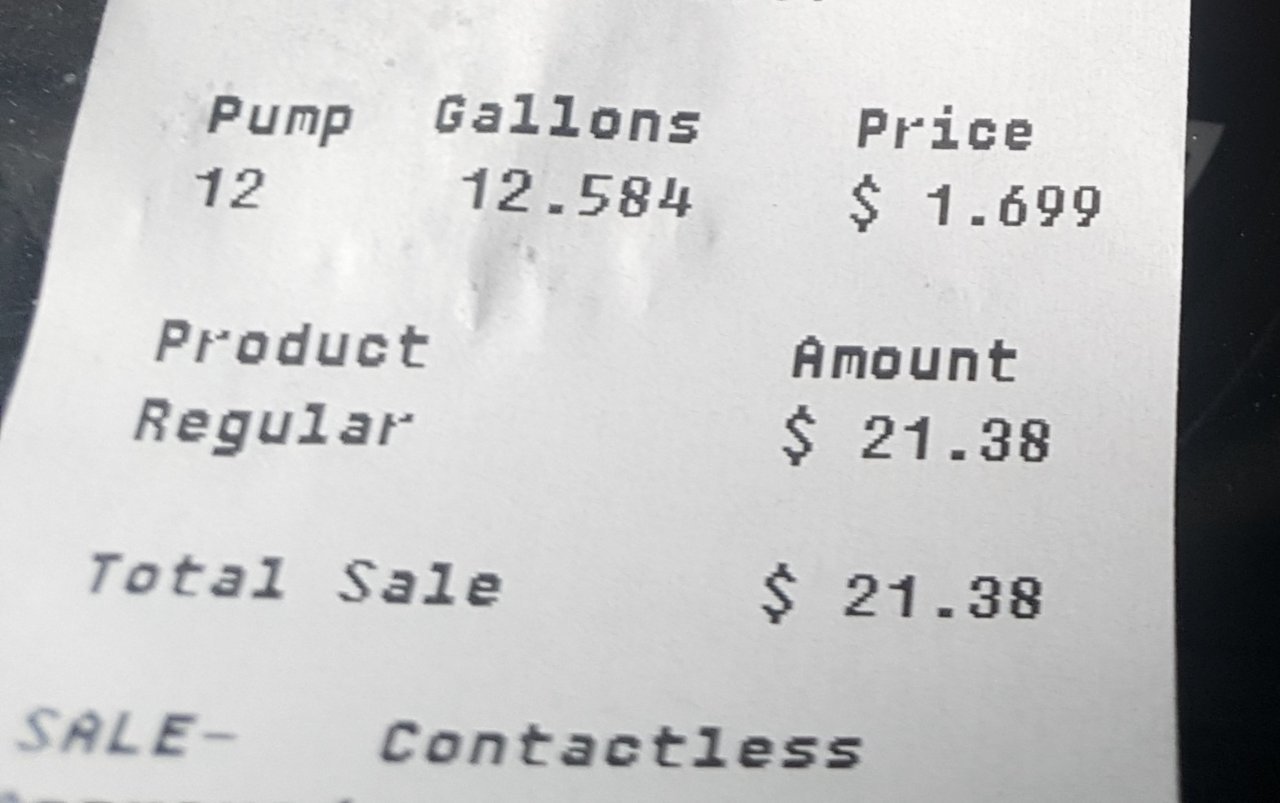 Pump Gallons Price
12 12.584 $ 1.699
Product Amount
Regular $ 21.38
Total Sale $ 21.38
SALE- Contactless